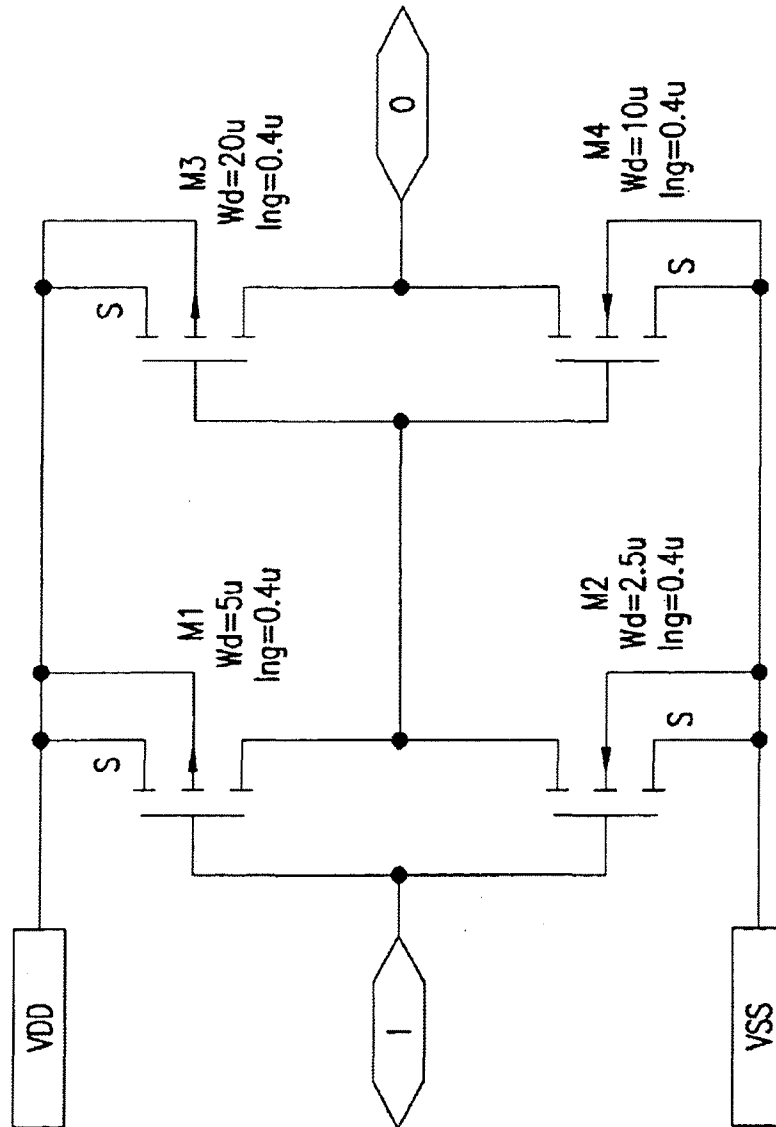 VDD
S
M1
Wd=5u
lng=0.4u
S
M3
Wd=20u
lng=0.4u
I
O
M2
Wd=2.5u
lng=0.4u
S
M4
Wd=10u
lng=0.4u
S
VSS